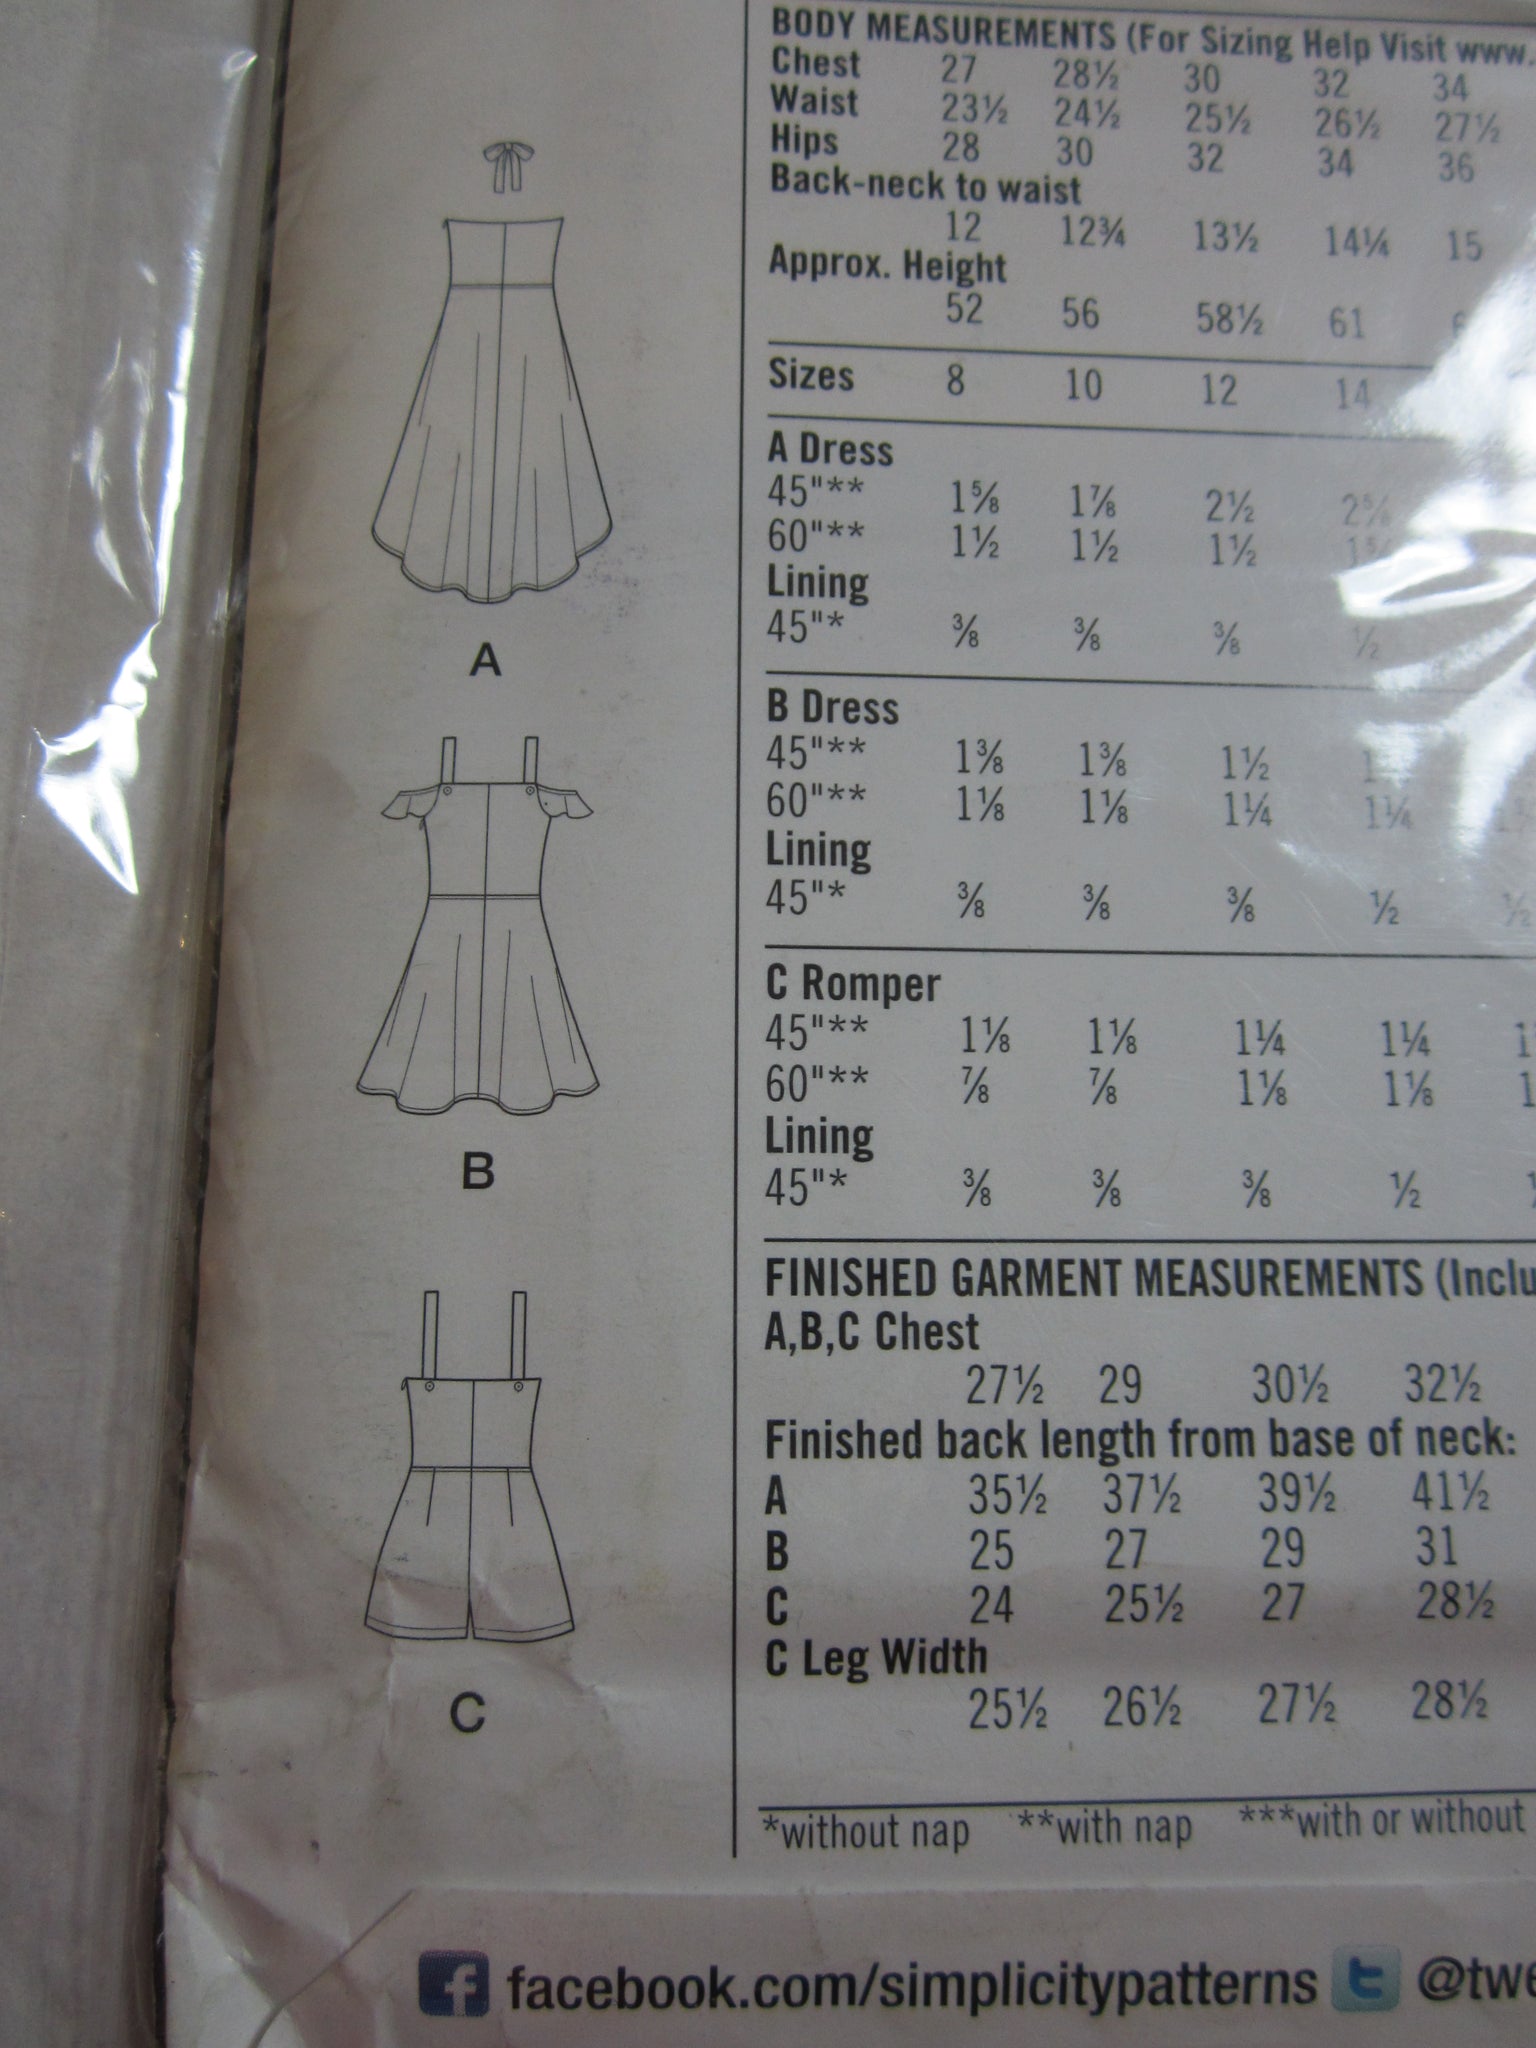 A
B
C
BODY MEASUREMENTS (For Sizing Help Visit www.
Chest 27 28½ 30 32 34
Waist 23½ 24½ 25½ 26½ 27½
Hips 28 30 32 34 36
Back-neck to waist
12 12¾ 13½ 14¼ 15
Approx. Height
52 56 58½ 61
Sizes 8 10 12 14
A Dress
45"** 1⅝ 1⅞ 2½ 2⅝
60"** 1½ 1½ 1½
Lining
45"* ⅜ ⅜ ⅜ ½
B Dress
45"** 1⅜ 1⅜ 1½
60"** 1⅛ 1⅛ 1¼ 1¼
Lining
45"* ⅜ ⅜ ⅜ ½ ½
C Romper
45"** 1⅛ 1⅛ 1¼ 1¼
60"** ⅞ ⅞ 1⅛ 1⅛
Lining
45"* ⅜ ⅜ ⅜ ½
FINISHED GARMENT MEASUREMENTS (Inclu
A,B,C Chest
27½ 29 30½ 32½
Finished back length from base of neck:
A 35½ 37½ 39½ 41½
B 25 27 29 31
C 24 25½ 27 28½
C Leg Width
25½ 26½ 27½ 28½
*without nap **with nap ***with or without
facebook.com/simplicitypatterns @twe